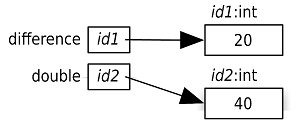 id1:int
difference id1 20
id2:int
double id2 40